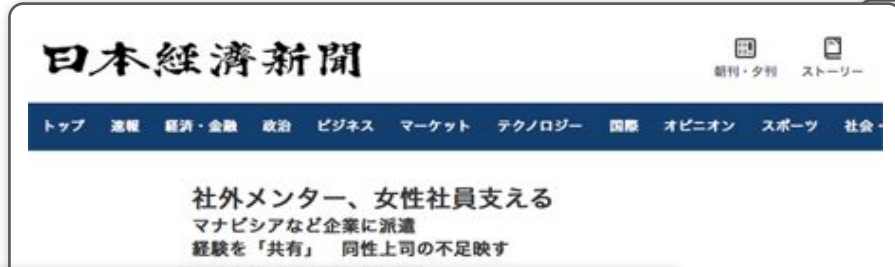 日本経済新聞
朝刊・夕刊 ストーリー
トップ 速報 経済・金融 政治 ビジネス マーケット テクノロジー 国際 オピニオン スポーツ 社会・
社外メンター、女性社員支える
マナビシアなど企業に派遣
経験を「共有」 同性上司の不足映す